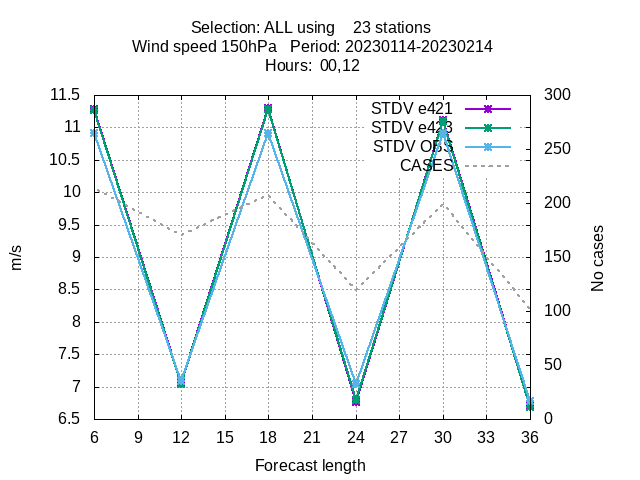 Selection: ALL using 23 stations
Wind speed 150hPa Period: 20230114-20230214
Hours: 00,12
11.5
11
10.5
10
9.5
9
8.5
8
7.5
7
6.5
300
250
200
150
100
50
0
STDV e421
STDV e423
STDV OBS
CASES
m/s
No cases
6 9 12 15 18 21 24 27 30 33 36
Forecast length